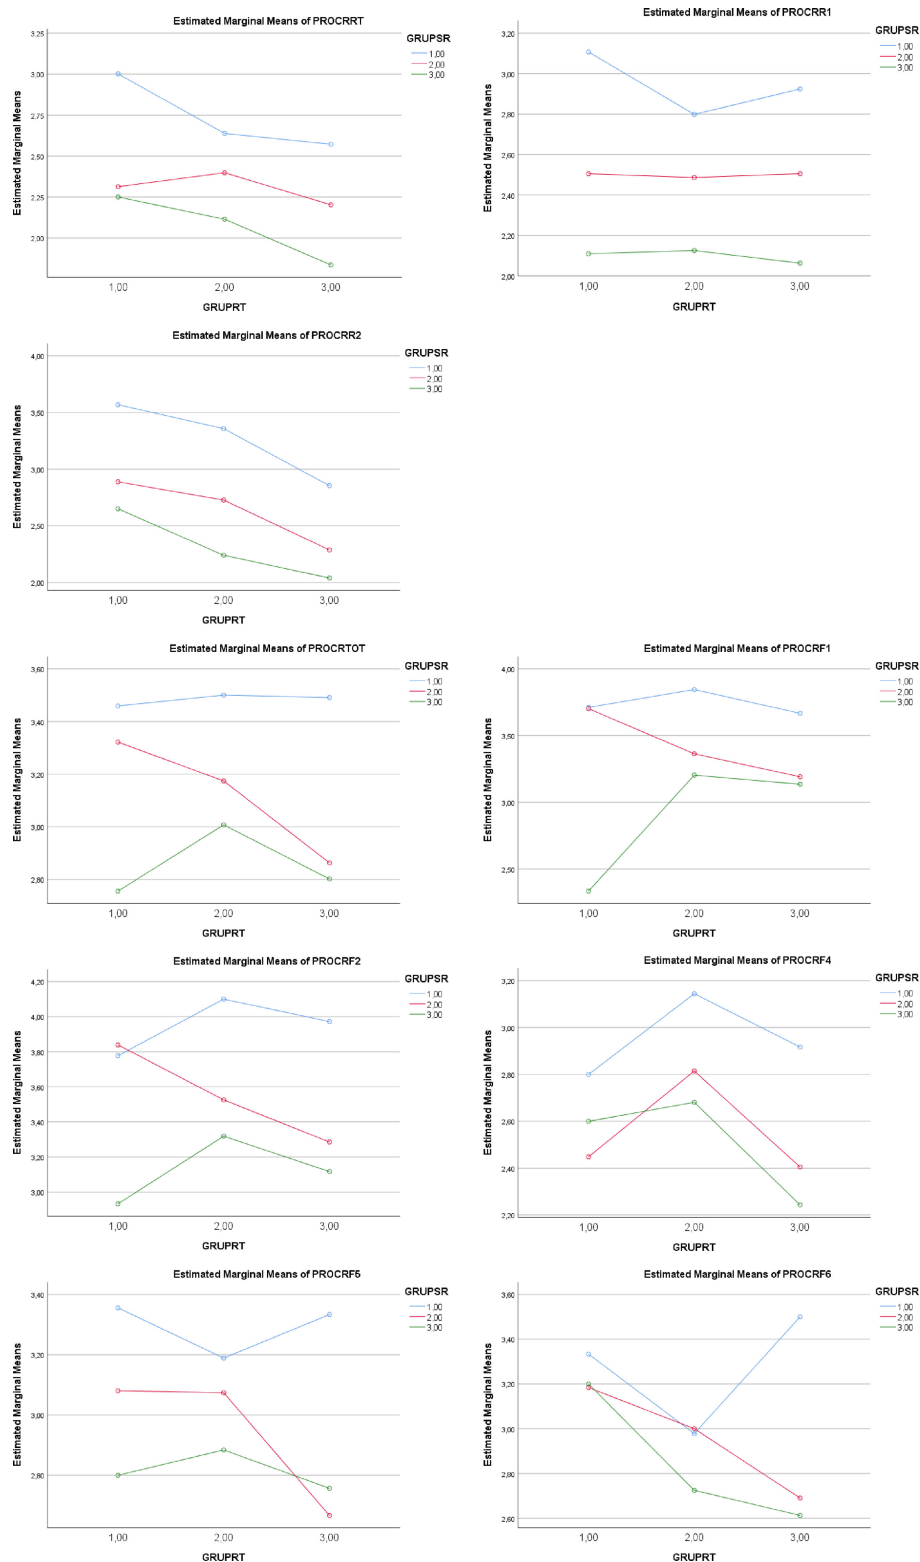 Estimated Marginal Means of PROCRRT
GRUPSR
1,00
2,00
3,00
Estimated Marginal Means
3,25
3,00
2,75
2,50
2,25
2,00
1,00 2,00 3,00
GRUPRT
Estimated Marginal Means of PROCRR1
GRUPSR
1,00
2,00
3,00
Estimated Marginal Means
3,20
3,00
2,80
2,60
2,40
2,20
2,00
1,00 2,00 3,00
GRUPRT
Estimated Marginal Means of PROCRR2
GRUPSR
1,00
2,00
3,00
Estimated Marginal Means
4,00
3,50
3,00
2,50
2,00
1,00 2,00 3,00
GRUPRT
Estimated Marginal Means of PROCRTOT
GRUPSR
1,00
2,00
3,00
Estimated Marginal Means
3,60
3,40
3,20
3,00
2,80
1,00 2,00 3,00
GRUPRT
Estimated Marginal Means of PROCRF1
GRUPSR
1,00
2,00
3,00
Estimated Marginal Means
4,00
3,50
3,00
2,50
1,00 2,00 3,00
GRUPRT
Estimated Marginal Means of PROCRF2
GRUPSR
1,00
2,00
3,00
Estimated Marginal Means
4,20
4,00
3,80
3,60
3,40
3,20
3,00
1,00 2,00 3,00
GRUPRT
Estimated Marginal Means of PROCRF4
GRUPSR
1,00
2,00
3,00
Estimated Marginal Means
3,20
3,00
2,80
2,60
2,40
2,20
1,00 2,00 3,00
GRUPRT
Estimated Marginal Means of PROCRF5
GRUPSR
1,00
2,00
3,00
Estimated Marginal Means
3,40
3,20
3,00
2,80
1,00 2,00 3,00
GRUPRT
Estimated Marginal Means of PROCRF6
GRUPSR
1,00
2,00
3,00
Estimated Marginal Means
3,60
3,40
3,20
3,00
2,80
2,60
1,00 2,00 3,00
GRUPRT